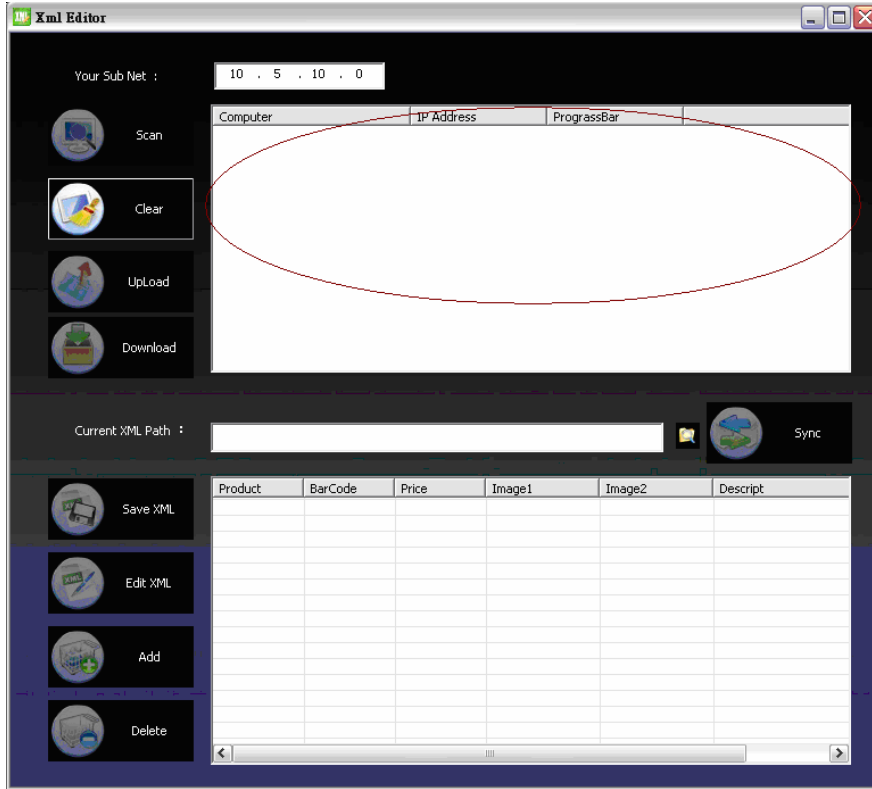 Xml Editor
Your Sub Net :
10 . 5 . 10 . 0
Scan
Computer IP Address PrograssBar
Clear
UpLoad
Download
Current XML Path :
Sync
Product BarCode Price Image1 Image2 Descript
Save XML
Edit XML
Add
Delete